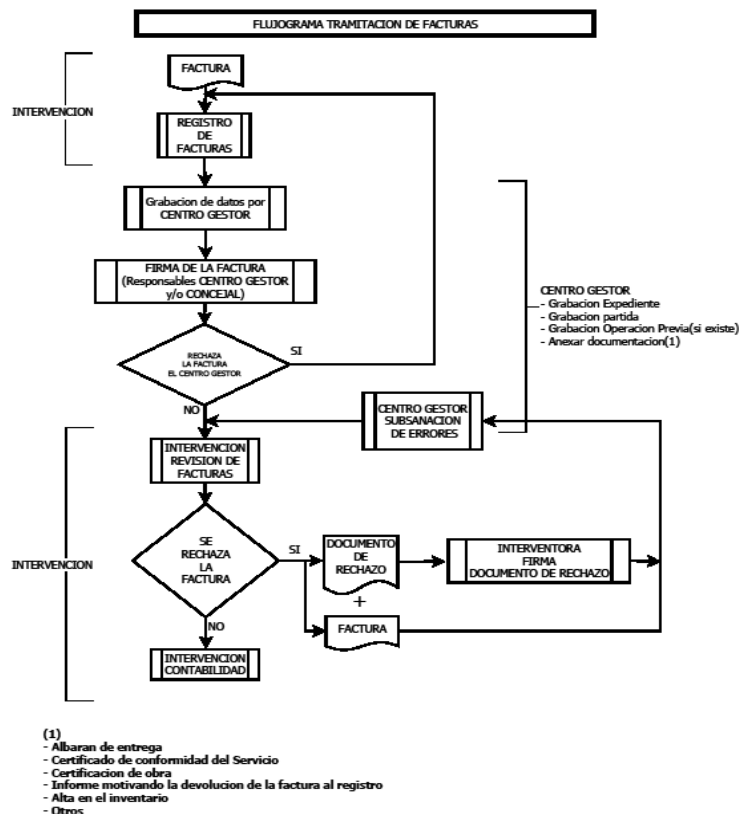 FLUJOGRAMA TRAMITACION DE FACTURAS
FACTURA
INTERVENCION
REGISTRO
DE
FACTURAS
Grabacion de datos por
CENTRO GESTOR
FIRMA DE LA FACTURA
(Responsables CENTRO GESTOR
y/o CONCEJAL)
CENTRO GESTOR
- Grabacion Expediente
- Grabacion partida
- Grabacion Operacion Previa(si existe)
- Anexar documentacion(1)
RECHAZA
LA FACTURA
EL CENTRO GESTOR
SI
NO
CENTRO GESTOR
SUBSANACION
DE ERRORES
INTERVENCION
REVISION DE
FACTURAS
INTERVENCION
SE
RECHAZA
LA
FACTURA
SI
DOCUMENTO
DE
RECHAZO
INTERVENTORA
FIRMA
DOCUMENTO DE RECHAZO
+
FACTURA
NO
INTERVENCION
CONTABILIDAD
(1)
- Albaran de entrega
- Certificado de conformidad del Servicio
- Certificacion de obra
- Informe motivando la devolucion de la factura al registro
- Alta en el inventario
- Otros